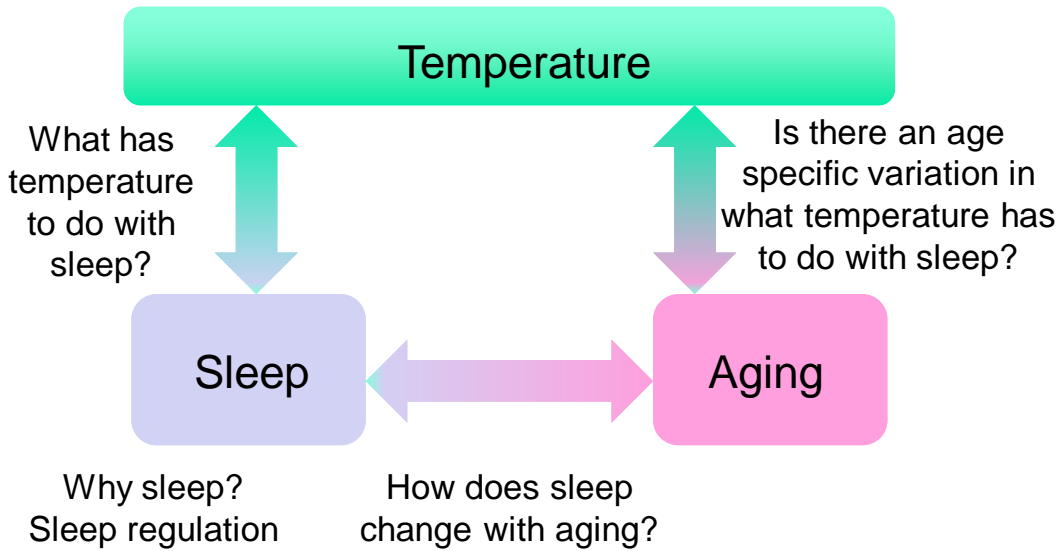 Temperature
What has
temperature
to do with
sleep?
Is there an age
specific variation in
what temperature has
to do with sleep?
Sleep
Aging
Why sleep?
Sleep regulation
How does sleep
change with aging?